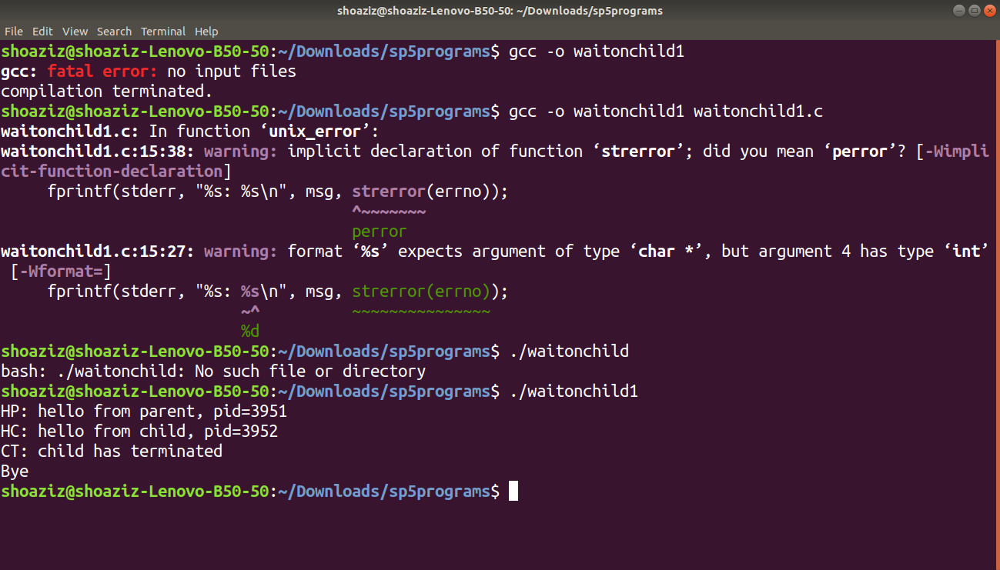 shoaziz@shoaziz-Lenovo-B50-50: ~/Downloads/sp5programs
File Edit View Search Terminal Help
shoaziz@shoaziz-Lenovo-B50-50:~/Downloads/sp5programs$ gcc -o waitonchild1
gcc: fatal error: no input files
compilation terminated.
shoaziz@shoaziz-Lenovo-B50-50:~/Downloads/sp5programs$ gcc -o waitonchild1 waitonchild1.c
waitonchild1.c: In function ‘unix_error’:
waitonchild1.c:15:38: warning: implicit declaration of function ‘strerror’; did you mean ‘perror’? [-Wimpli
cit-function-declaration]
     fprintf(stderr, "%s: %s\n", msg, strerror(errno));
                                      ^~~~~~~~
                                      perror
waitonchild1.c:15:27: warning: format ‘%s’ expects argument of type ‘char *’, but argument 4 has type ‘int’
 [-Wformat=]
     fprintf(stderr, "%s: %s\n", msg, strerror(errno));
                          ~^          ~~~~~~~~~~~~~~~
                          %d
shoaziz@shoaziz-Lenovo-B50-50:~/Downloads/sp5programs$ ./waitonchild
bash: ./waitonchild: No such file or directory
shoaziz@shoaziz-Lenovo-B50-50:~/Downloads/sp5programs$ ./waitonchild1
HP: hello from parent, pid=3951
HC: hello from child, pid=3952
CT: child has terminated
Bye
shoaziz@shoaziz-Lenovo-B50-50:~/Downloads/sp5programs$